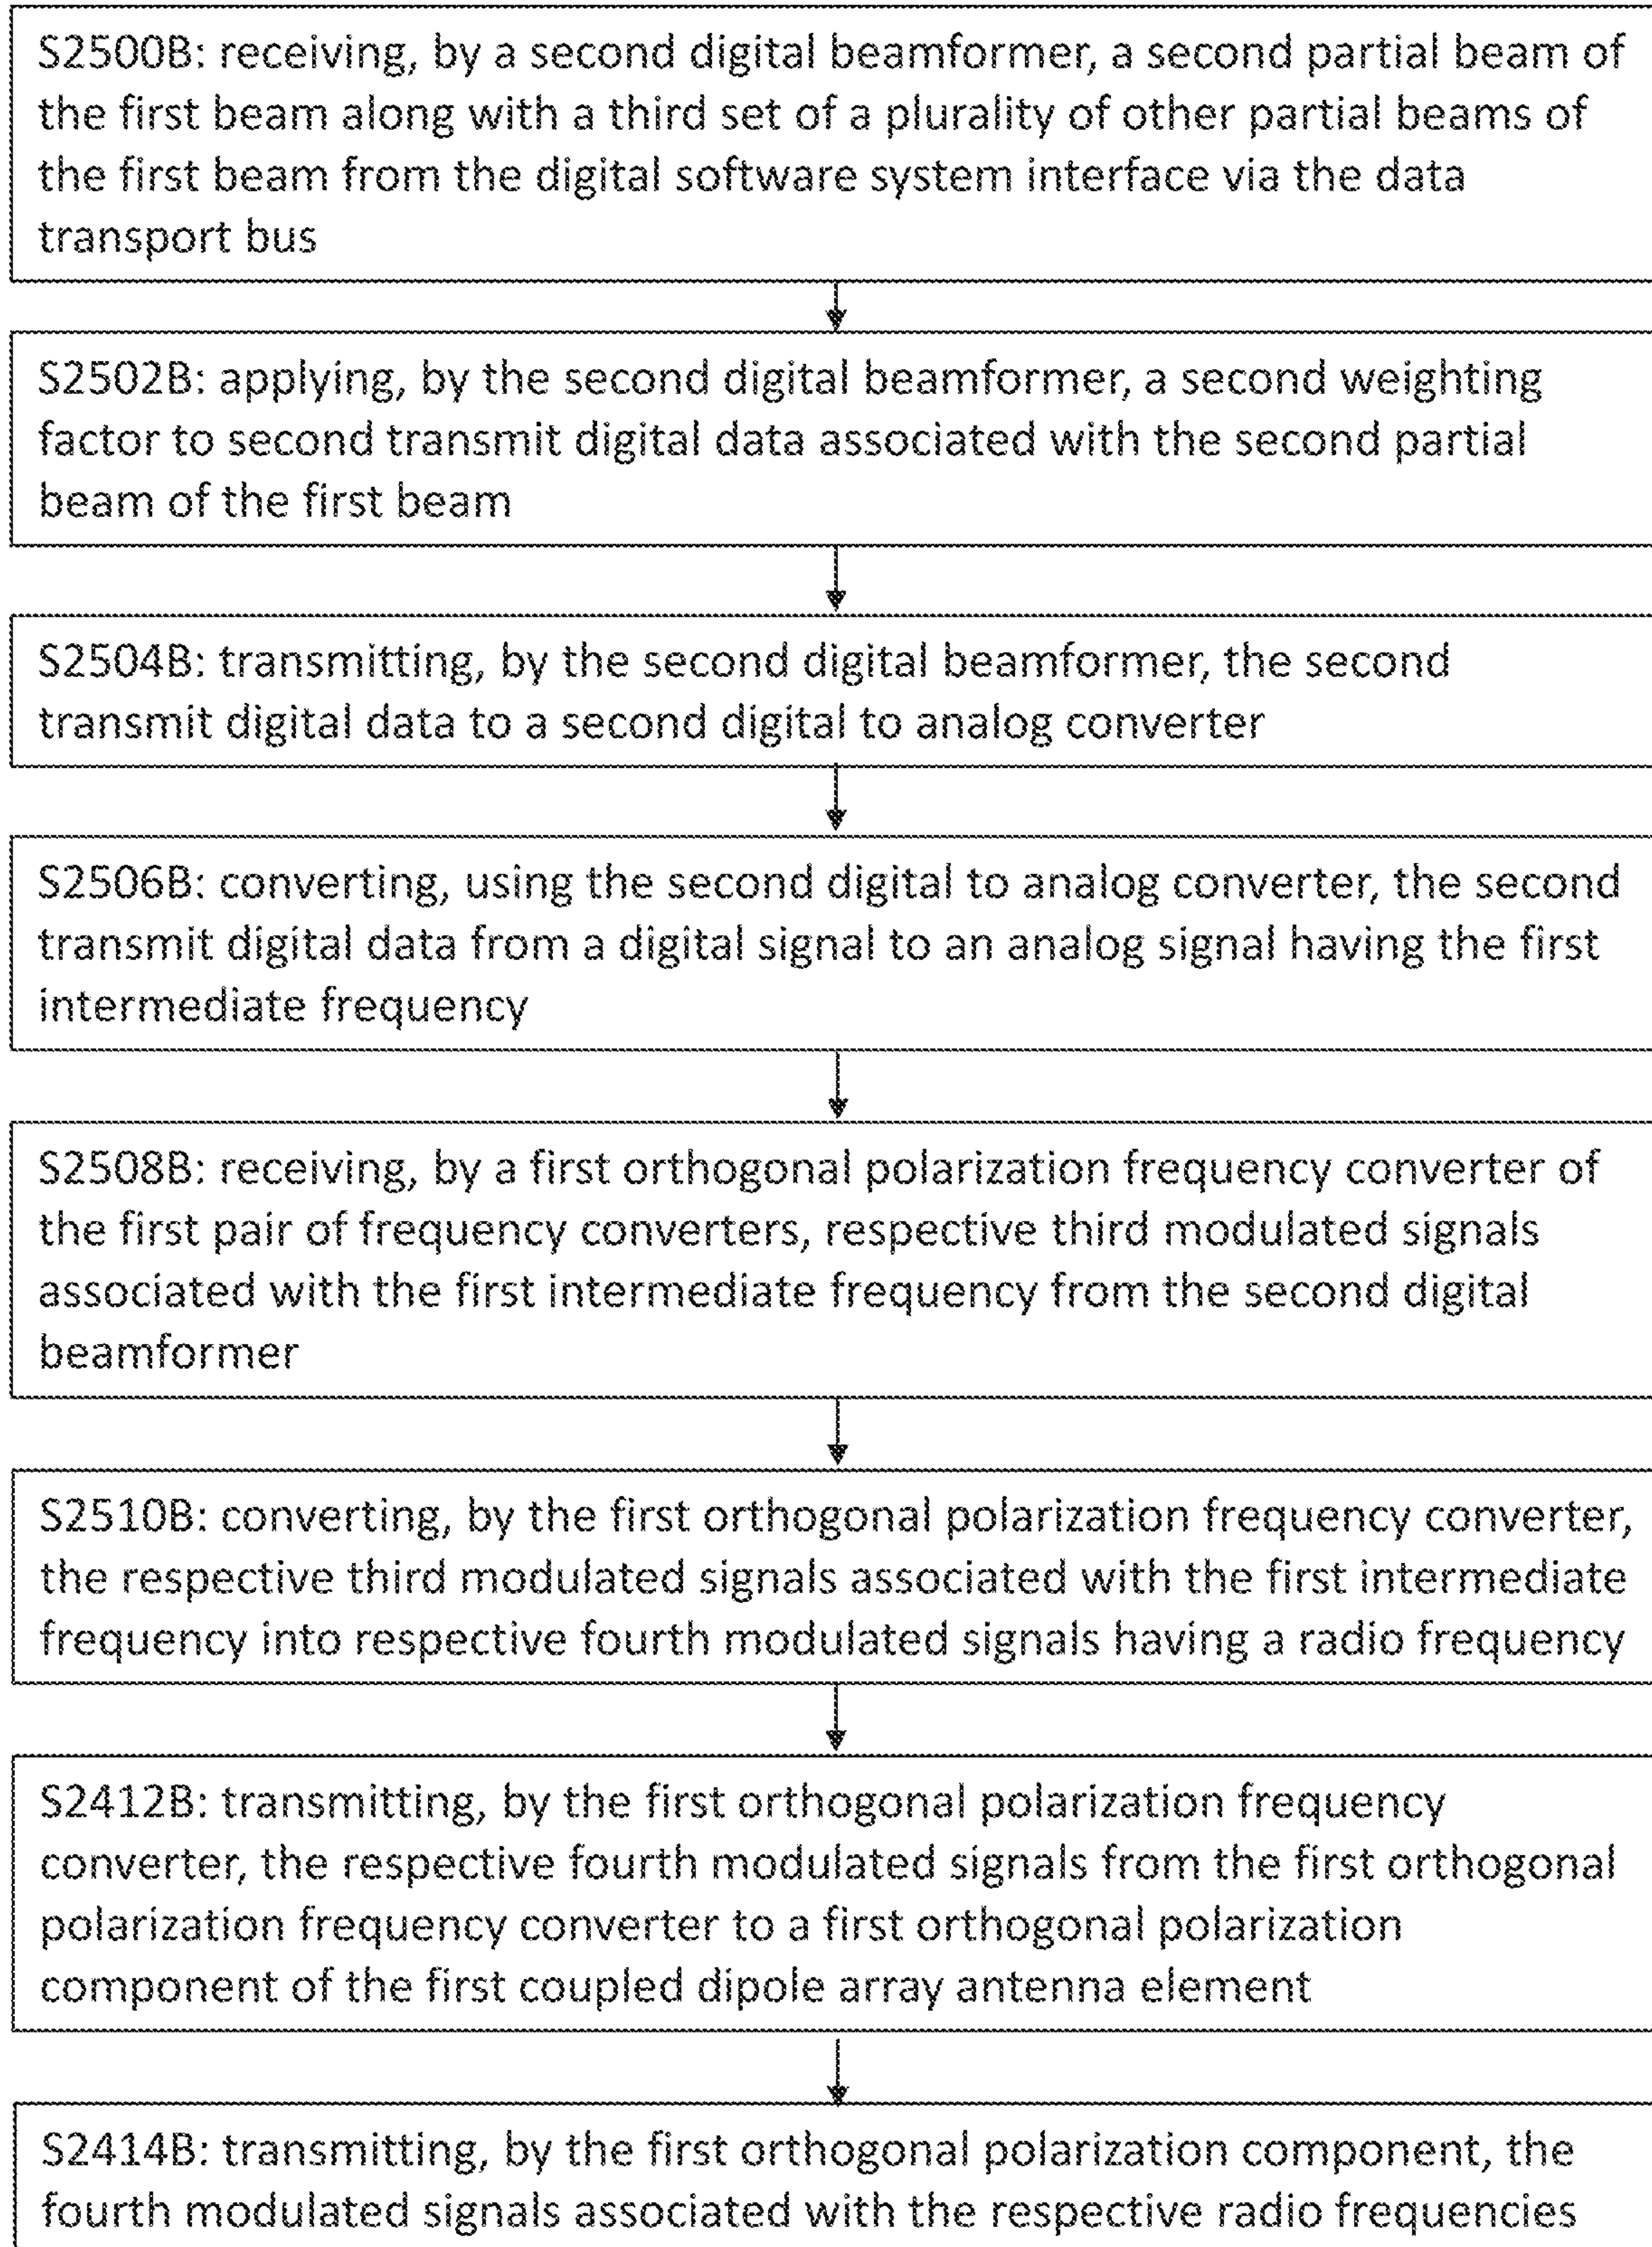 S2500B: receiving, by a second digital beamformer, a second partial beam of
the first beam along with a third set of a plurality of other partial beams of
the first beam from the digital software system interface via the data
transport bus
S2502B: applying, by the second digital beamformer, a second weighting
factor to second transmit digital data associated with the second partial
beam of the first beam
S2504B: transmitting, by the second digital beamformer, the second
transmit digital data to a second digital to analog converter
S2506B: converting, using the second digital to analog converter, the second
transmit digital data from a digital signal to an analog signal having the first
intermediate frequency
S2508B: receiving, by a first orthogonal polarization frequency converter of
the first pair of frequency converters, respective third modulated signals
associated with the first intermediate frequency from the second digital
beamformer
S2510B: converting, by the first orthogonal polarization frequency converter,
the respective third modulated signals associated with the first intermediate
frequency into respective fourth modulated signals having a radio frequency
S2412B: transmitting, by the first orthogonal polarization frequency
converter, the respective fourth modulated signals from the first orthogonal
polarization frequency converter to a first orthogonal polarization
component of the first coupled dipole array antenna element
S2414B: transmitting, by the first orthogonal polarization component, the
fourth modulated signals associated with the respective radio frequencies